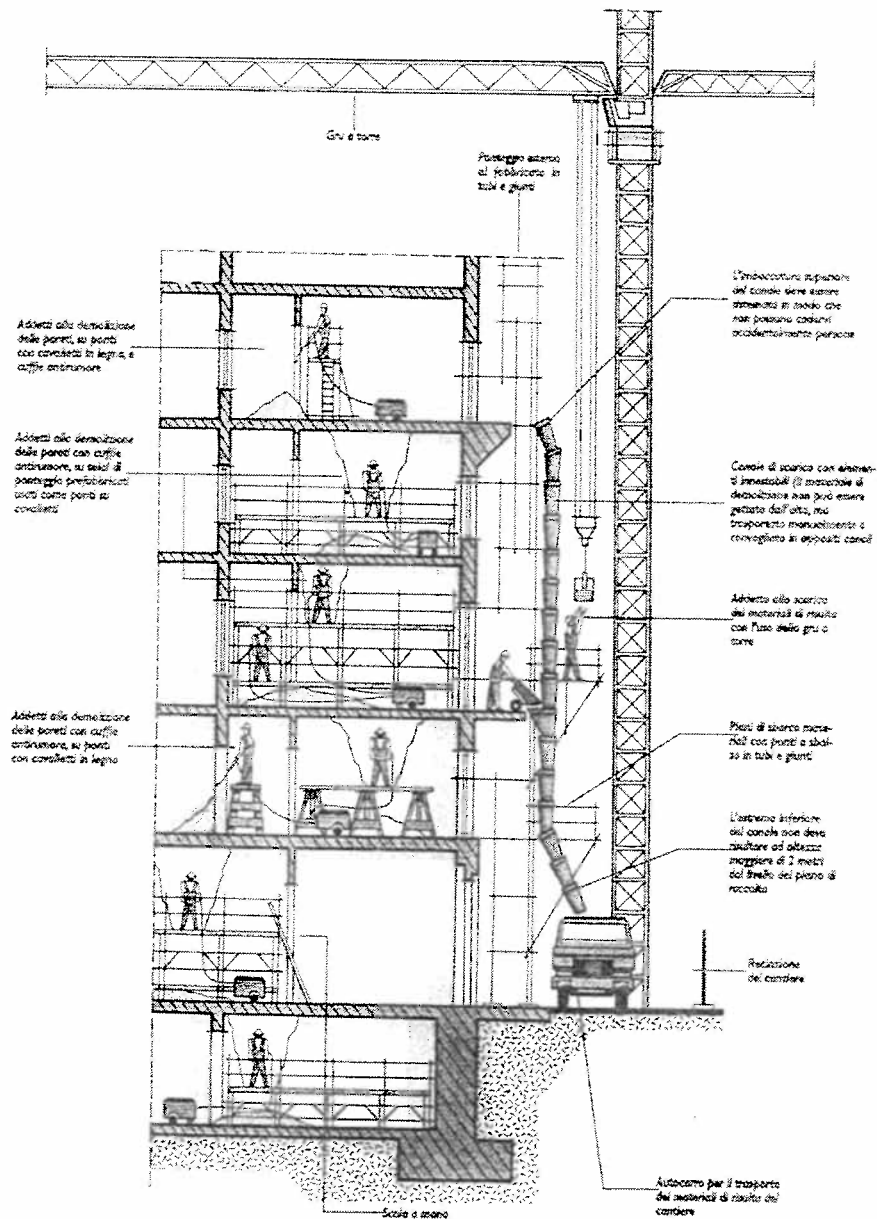 Gru a torre
Ponteggio esterno
al fabbricato in
tubi e giunti
L'imboccatura superiore
del canale deve essere
sistemata in modo che
non possano cadervi
accidentalmente persone
Addetti alla demolizione
delle pareti, su ponti
con cavalletti in legno, e
cuffie antirumore
Addetti alla demolizione
delle pareti con cuffie
antirumore, su telai di
ponteggio prefabbricati
usati come ponti su
cavalletti
Canale di scarico con elemen-
ti innestabili (il materiale di
demolizione non può essere
gettato dall'alto, ma
trasportato manualmente o
convogliato in appositi canali
Addetto allo scarico
dei materiali di risulta
con l'uso della gru a
torre
Addetti alla demolizione
delle pareti con cuffie
antirumore, su ponti
con cavalletti in legno
Piani di sbarco mate-
riali con ponti a sbal-
zo in tubi e giunti
L'estremo inferiore
del canale non deve
risultare ad altezza
maggiore di 2 metri
dal livello del piano di
raccolta
Recinzione
del cantiere
Autocarro per il trasporto
dei materiali di risulta del
cantiere
Scala a mano